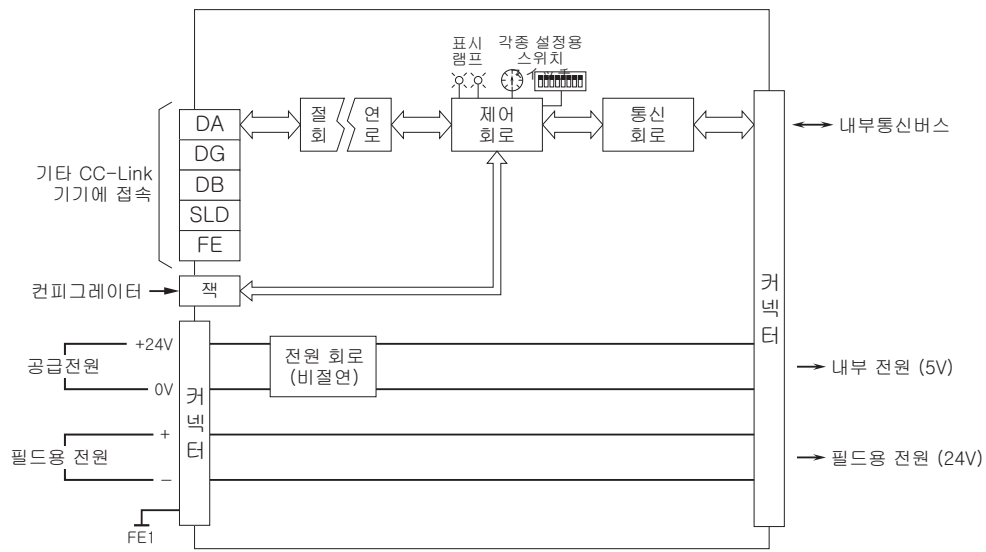 표시
램프
각종 설정용
스위치
DA
DG
DB
SLD
FE
절 연
회 로
제어
회로
통신
회로
내부통신버스
기타 CC-Link
기기에 접속
컨피그레이터
잭
커넥터
+24V
공급전원
0V
전원 회로
(비절연)
내부 전원 (5V)
커넥터
+
필드용 전원
−
필드용 전원 (24V)
FE1